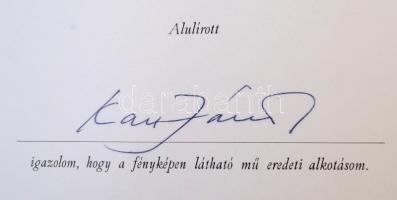 Alulírott
igazolom, hogy a fényképen látható mű eredeti alkotásom.